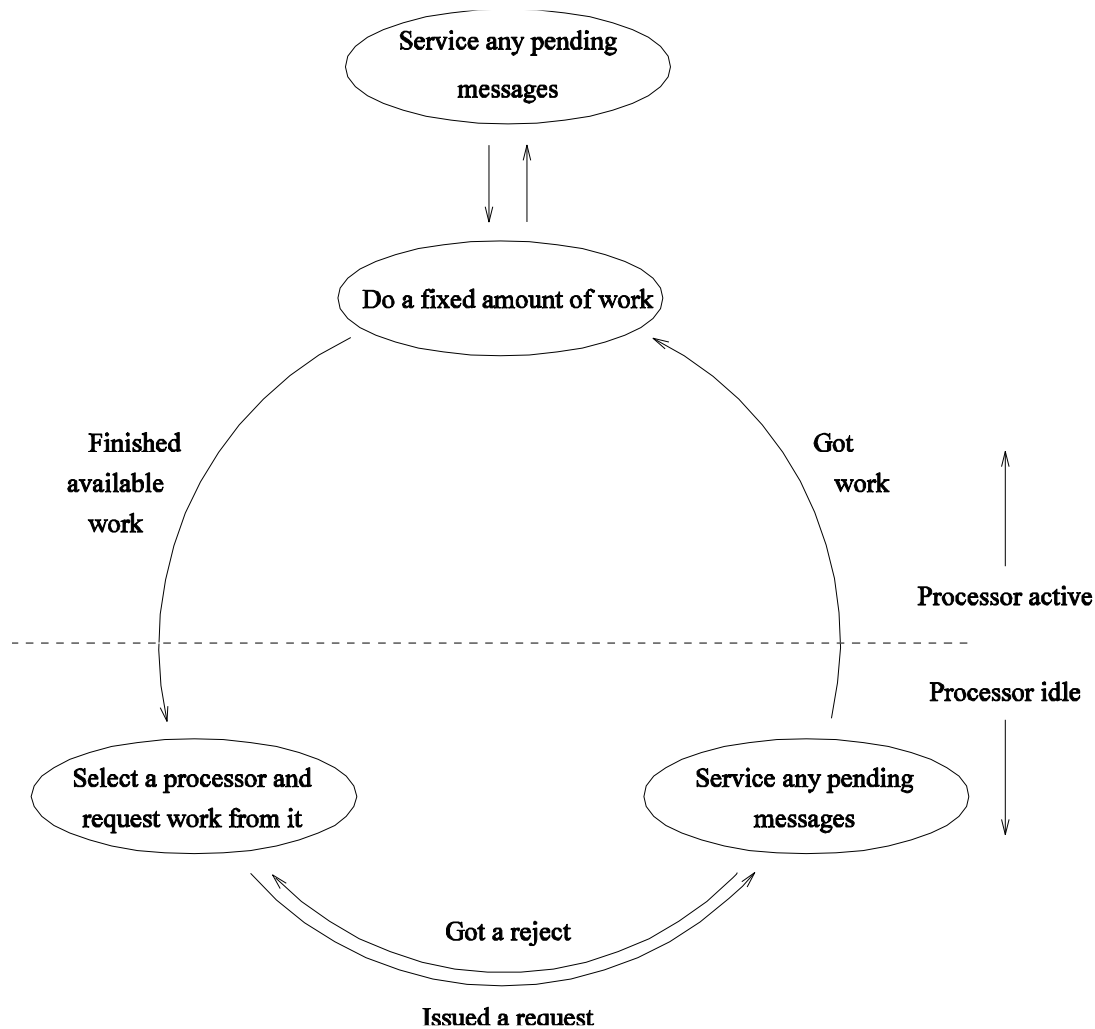 Service any pending
messages
Do a fixed amount of work
Finished
available
work
Got
work
Processor active
Processor idle
Select a processor and
request work from it
Service any pending
messages
Got a reject
Issued a request